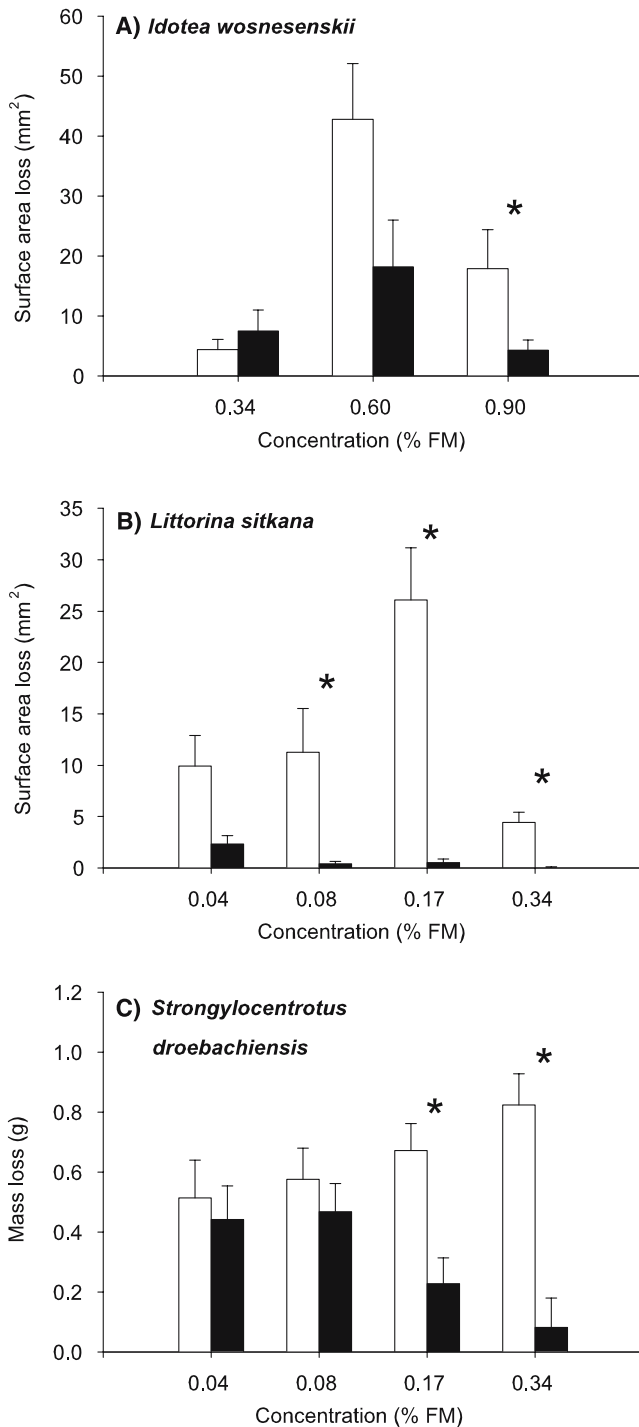 A) Idotea wosnesenskii
60
50
40
30
20
10
0
Surface area loss (mm²)
*
0.34 0.60 0.90
Concentration (% FM)
B) Littorina sitkana
35
30
25
20
15
10
5
0
Surface area loss (mm²)
*
*
*
0.04 0.08 0.17 0.34
Concentration (% FM)
C) Strongylocentrotus
droebachiensis
1.2
1.0
0.8
0.6
0.4
0.2
0.0
Mass loss (g)
*
*
0.04 0.08 0.17 0.34
Concentration (% FM)